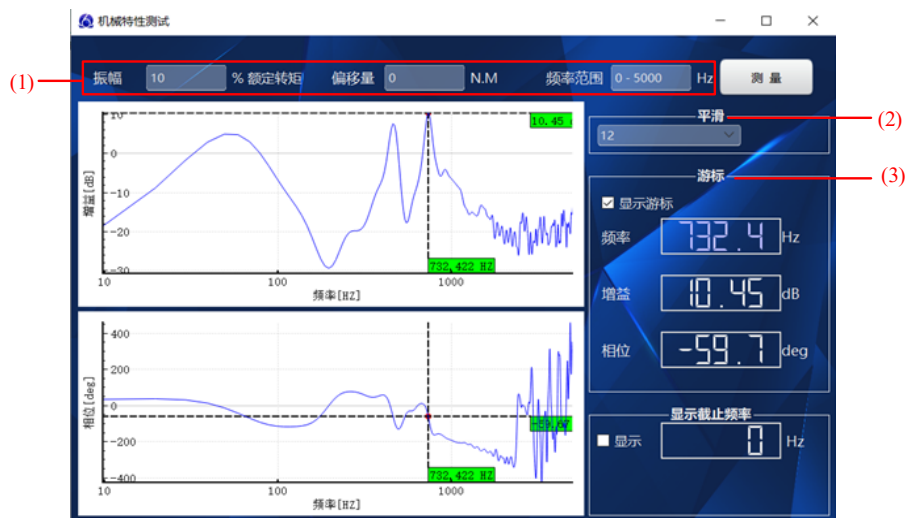 机械特性测试
(1)
振幅 10 % 额定转矩 偏移量 0 N.M 频率范围 0 - 5000 Hz 测 量
平滑
(2)
12
游标
(3)
显示游标
频率 732.4 Hz
增益 10.45 dB
相位 -59.7 deg
显示截止频率
显示 0 Hz
10
0
-10
-20
-30
增益[dB]
10.45
732.422 HZ
10 100 1000
频率[HZ]
400
200
0
-200
-400
相位[deg]
732.422 HZ
10 100 1000
频率[HZ]